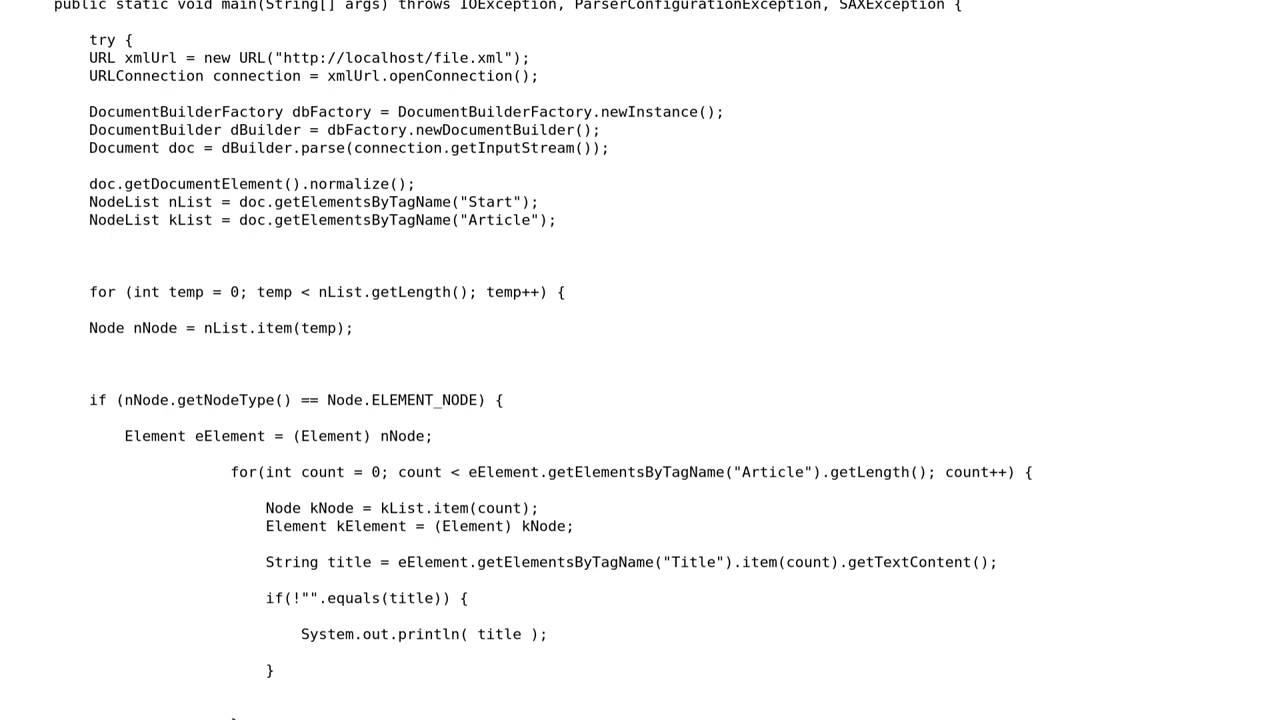 public static void main(String[] args) throws IOException, ParserConfigurationException, SAXException {
try {
URL xmlUrl = new URL("http://localhost/file.xml");
URLConnection connection = xmlUrl.openConnection();
DocumentBuilderFactory dbFactory = DocumentBuilderFactory.newInstance();
DocumentBuilder dBuilder = dbFactory.newDocumentBuilder();
Document doc = dBuilder.parse(connection.getInputStream());
doc.getDocumentElement().normalize();
NodeList nList = doc.getElementsByTagName("Start");
NodeList kList = doc.getElementsByTagName("Article");
for (int temp = 0; temp < nList.getLength(); temp++) {
Node nNode = nList.item(temp);
if (nNode.getNodeType() == Node.ELEMENT_NODE) {
Element eElement = (Element) nNode;
for(int count = 0; count < eElement.getElementsByTagName("Article").getLength(); count++) {
Node kNode = kList.item(count);
Element kElement = (Element) kNode;
String title = eElement.getElementsByTagName("Title").item(count).getTextContent();
if(!"".equals(title)) {
System.out.println( title );
}